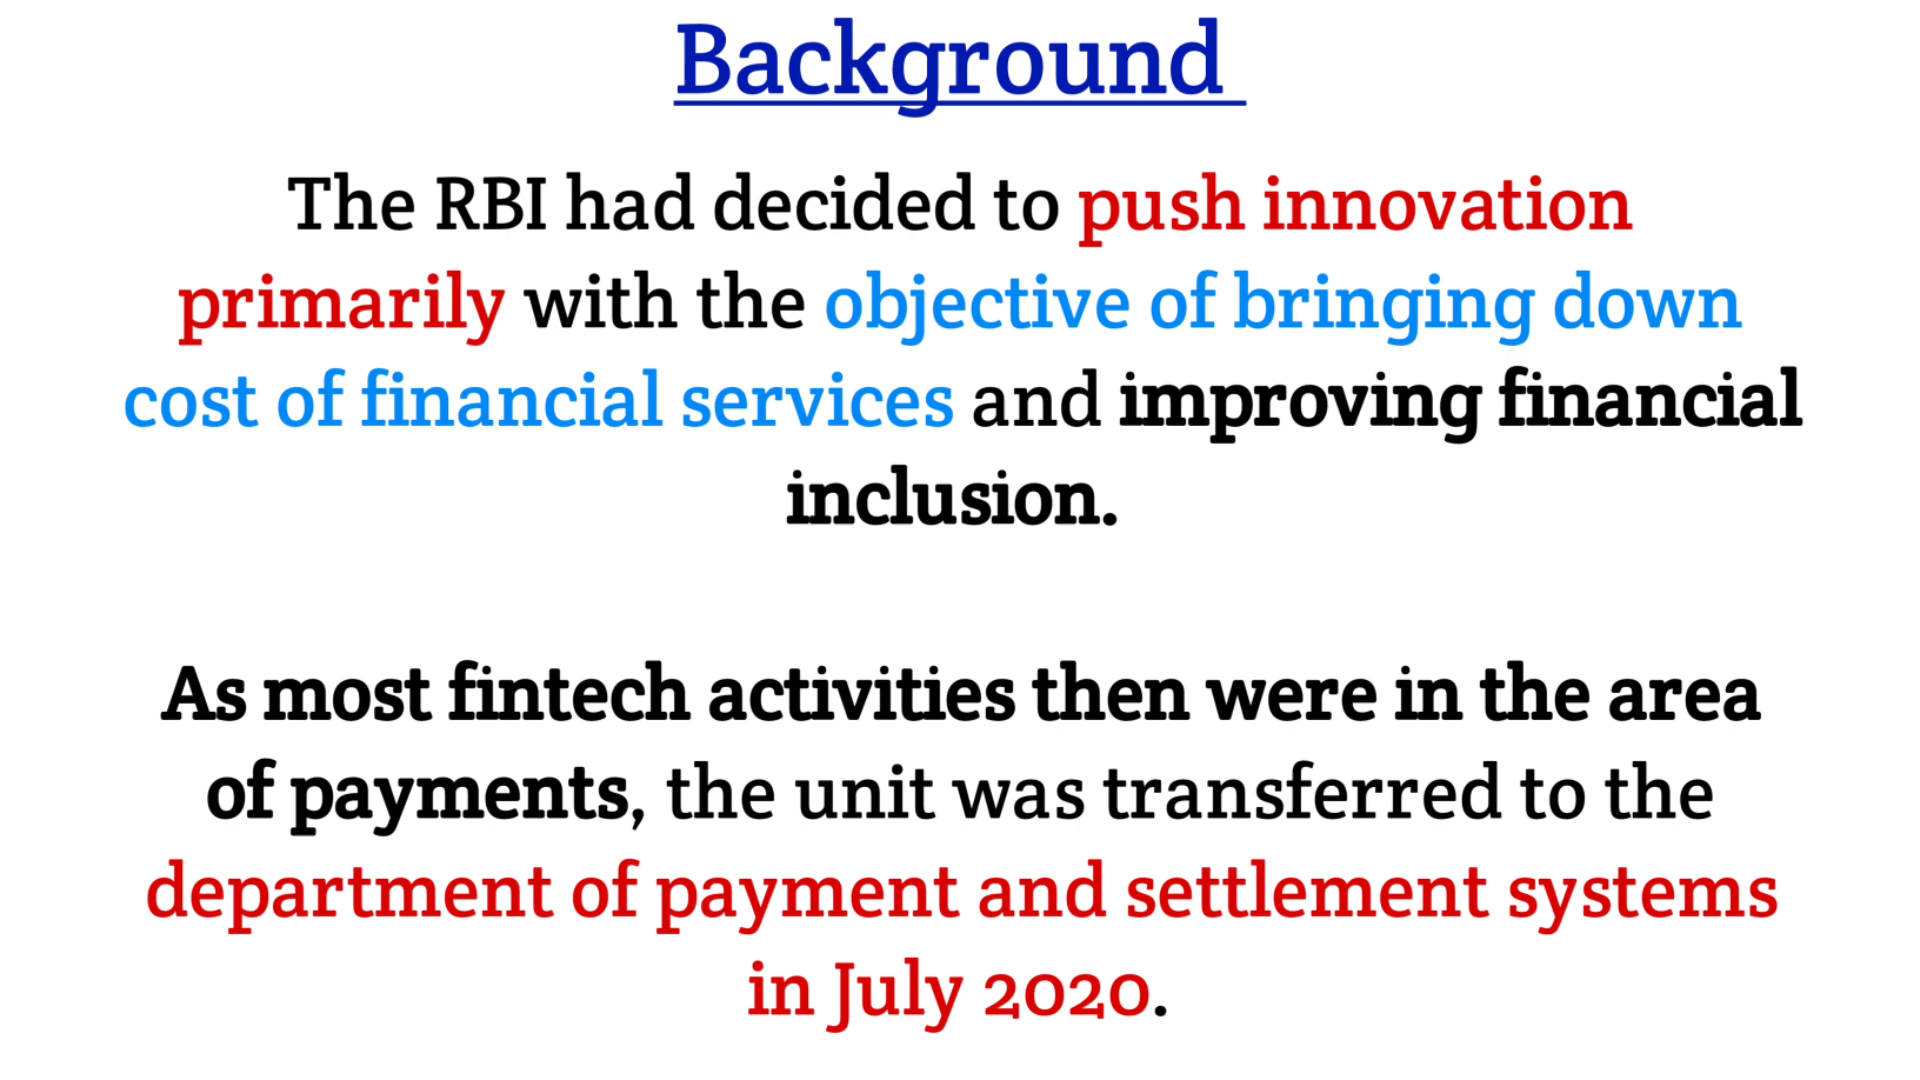 Background
The RBI had decided to push innovation
primarily with the objective of bringing down
cost of financial services and improving financial
inclusion.
As most fintech activities then were in the area
of payments, the unit was transferred to the
department of payment and settlement systems
in July 2020.